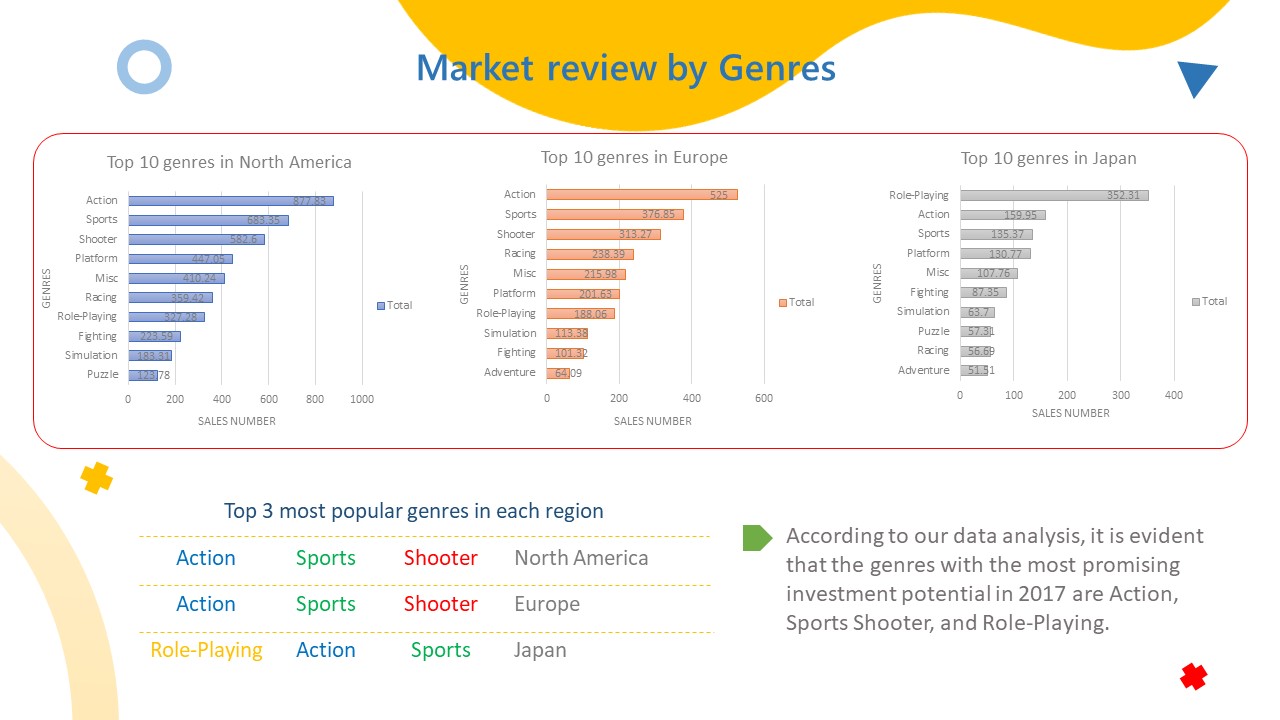 Market review by Genres
Top 10 genres in North America
GENRES
Action 877.83
Sports 683.35
Shooter 582.6
Platform 447.05
Misc 410.24
Racing 359.42
Role-Playing 327.28
Fighting 223.59
Simulation 183.31
Puzzle 123.78
0 200 400 600 800 1000
SALES NUMBER
Total
Top 10 genres in Europe
GENRES
Action 525
Sports 376.85
Shooter 313.27
Racing 238.39
Misc 215.98
Platform 201.63
Role-Playing 188.06
Simulation 113.38
Fighting 101.32
Adventure 64.09
0 200 400 600
SALES NUMBER
Total
Top 10 genres in Japan
GENRES
Role-Playing 352.31
Action 159.95
Sports 135.37
Platform 130.77
Misc 107.76
Fighting 87.35
Simulation 63.7
Puzzle 57.31
Racing 56.69
Adventure 51.51
0 100 200 300 400
SALES NUMBER
Total
Top 3 most popular genres in each region
Action Sports Shooter North America
Action Sports Shooter Europe
Role-Playing Action Sports Japan
According to our data analysis, it is evident
that the genres with the most promising
investment potential in 2017 are Action,
Sports Shooter, and Role-Playing.